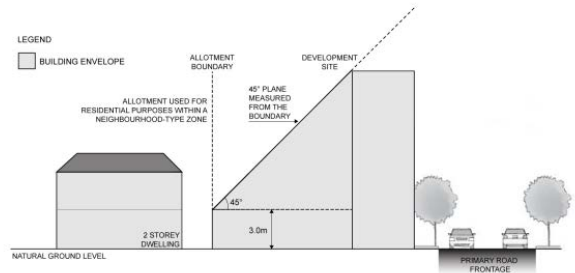 LEGEND
BUILDING ENVELOPE
ALLOTMENT
BOUNDARY
DEVELOPMENT
SITE
ALLOTMENT USED FOR
RESIDENTIAL PURPOSES WITHIN A
NEIGHBOURHOOD-TYPE ZONE
45° PLANE
MEASURED
FROM THE
BOUNDARY
45°
3.0m
2 STOREY
DWELLING
NATURAL GROUND LEVEL
PRIMARY ROAD
FRONTAGE